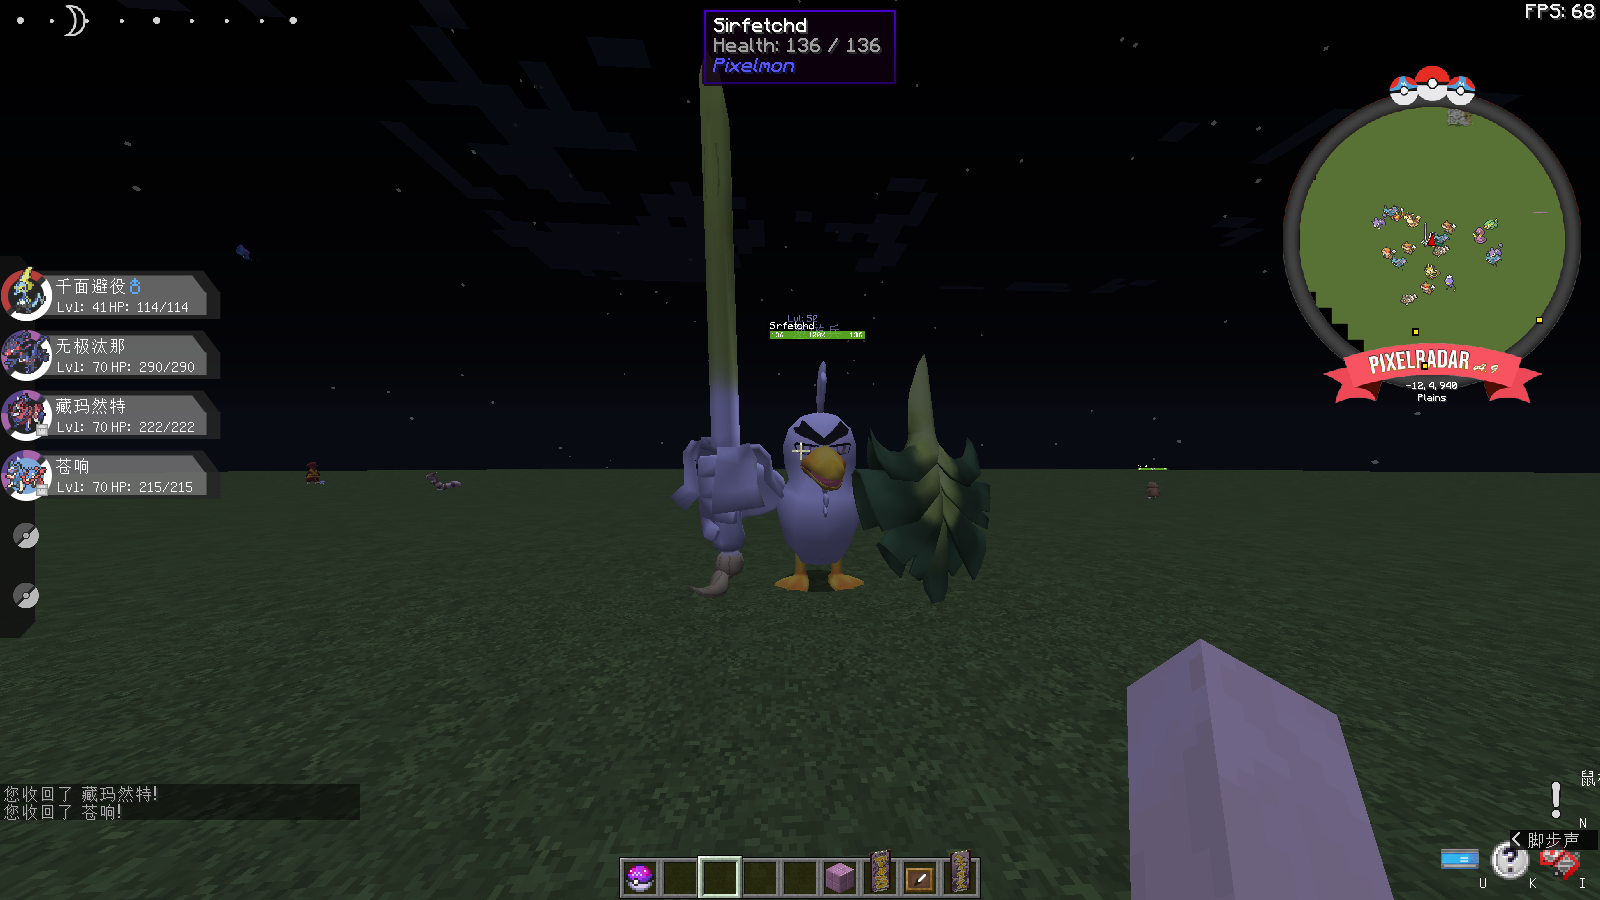 Sirfetchd
Health: 136 / 136
Pixelmon
FPS: 68
千面避役
Lvl: 41 HP: 114/114
无极汰那
Lvl: 70 HP: 290/290
藏玛然特
Lvl: 70 HP: 222/222
苍响
Lvl: 70 HP: 215/215
Sirfetchd
136
100%
136
PIXELRADAR
-12, 4, 940
Plains
您收回了 藏玛然特!
您收回了 苍响!
N
< 脚步声
U
K
I